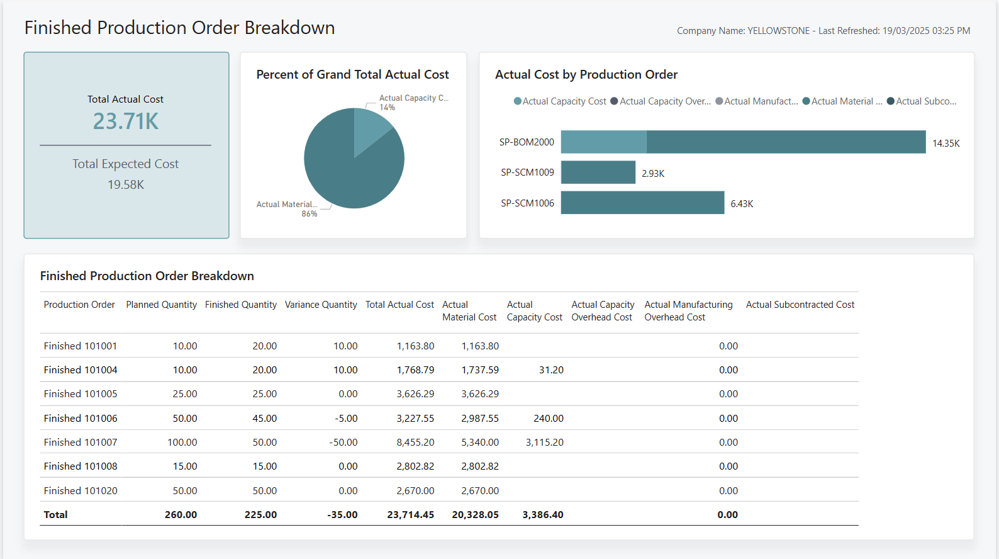 Finished Production Order Breakdown
Company Name: YELLOWSTONE - Last Refreshed: 19/03/2025 03:25 PM
Total Actual Cost
23.71K
Total Expected Cost
19.58K
Percent of Grand Total Actual Cost
Actual Capacity C...
14%
Actual Material...
86%
Actual Cost by Production Order
Actual Capacity Cost Actual Capacity Over... Actual Manufact... Actual Material ... Actual Subco...
SP-BOM2000 14.35K
SP-SCM1009 2.93K
SP-SCM1006 6.43K
Finished Production Order Breakdown
Production Order Planned Quantity Finished Quantity Variance Quantity Total Actual Cost Actual Actual Actual Capacity Actual Manufacturing Actual Subcontracted Cost
Material Cost Capacity Cost Overhead Cost Overhead Cost
Finished 101001 10.00 20.00 10.00 1,163.80 1,163.80 0.00
Finished 101004 10.00 20.00 10.00 1,768.79 1,737.59 31.20 0.00
Finished 101005 25.00 25.00 0.00 3,626.29 3,626.29 0.00
Finished 101006 50.00 45.00 -5.00 3,227.55 2,987.55 240.00 0.00
Finished 101007 100.00 50.00 -50.00 8,455.20 5,340.00 3,115.20 0.00
Finished 101008 15.00 15.00 0.00 2,802.82 2,802.82 0.00
Finished 101020 50.00 50.00 0.00 2,670.00 2,670.00 0.00
Total 260.00 225.00 -35.00 23,714.45 20,328.05 3,386.40 0.00